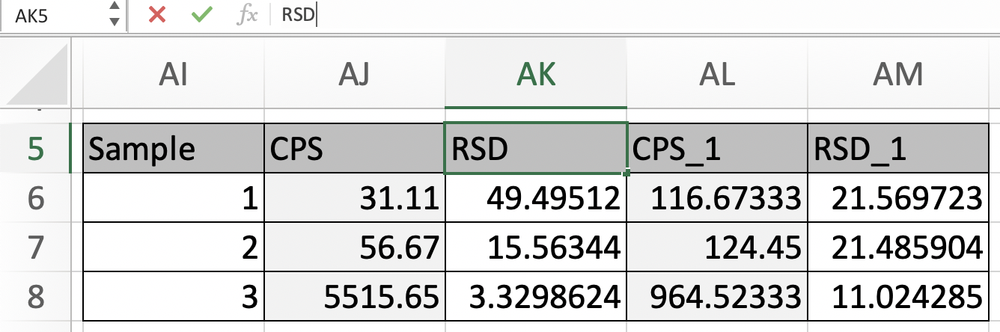 AK5 fx RSD
AI AJ AK AL AM
5 Sample CPS RSD CPS_1 RSD_1
6 1 31.11 49.49512 116.67333 21.569723
7 2 56.67 15.56344 124.45 21.485904
8 3 5515.65 3.3298624 964.52333 11.024285